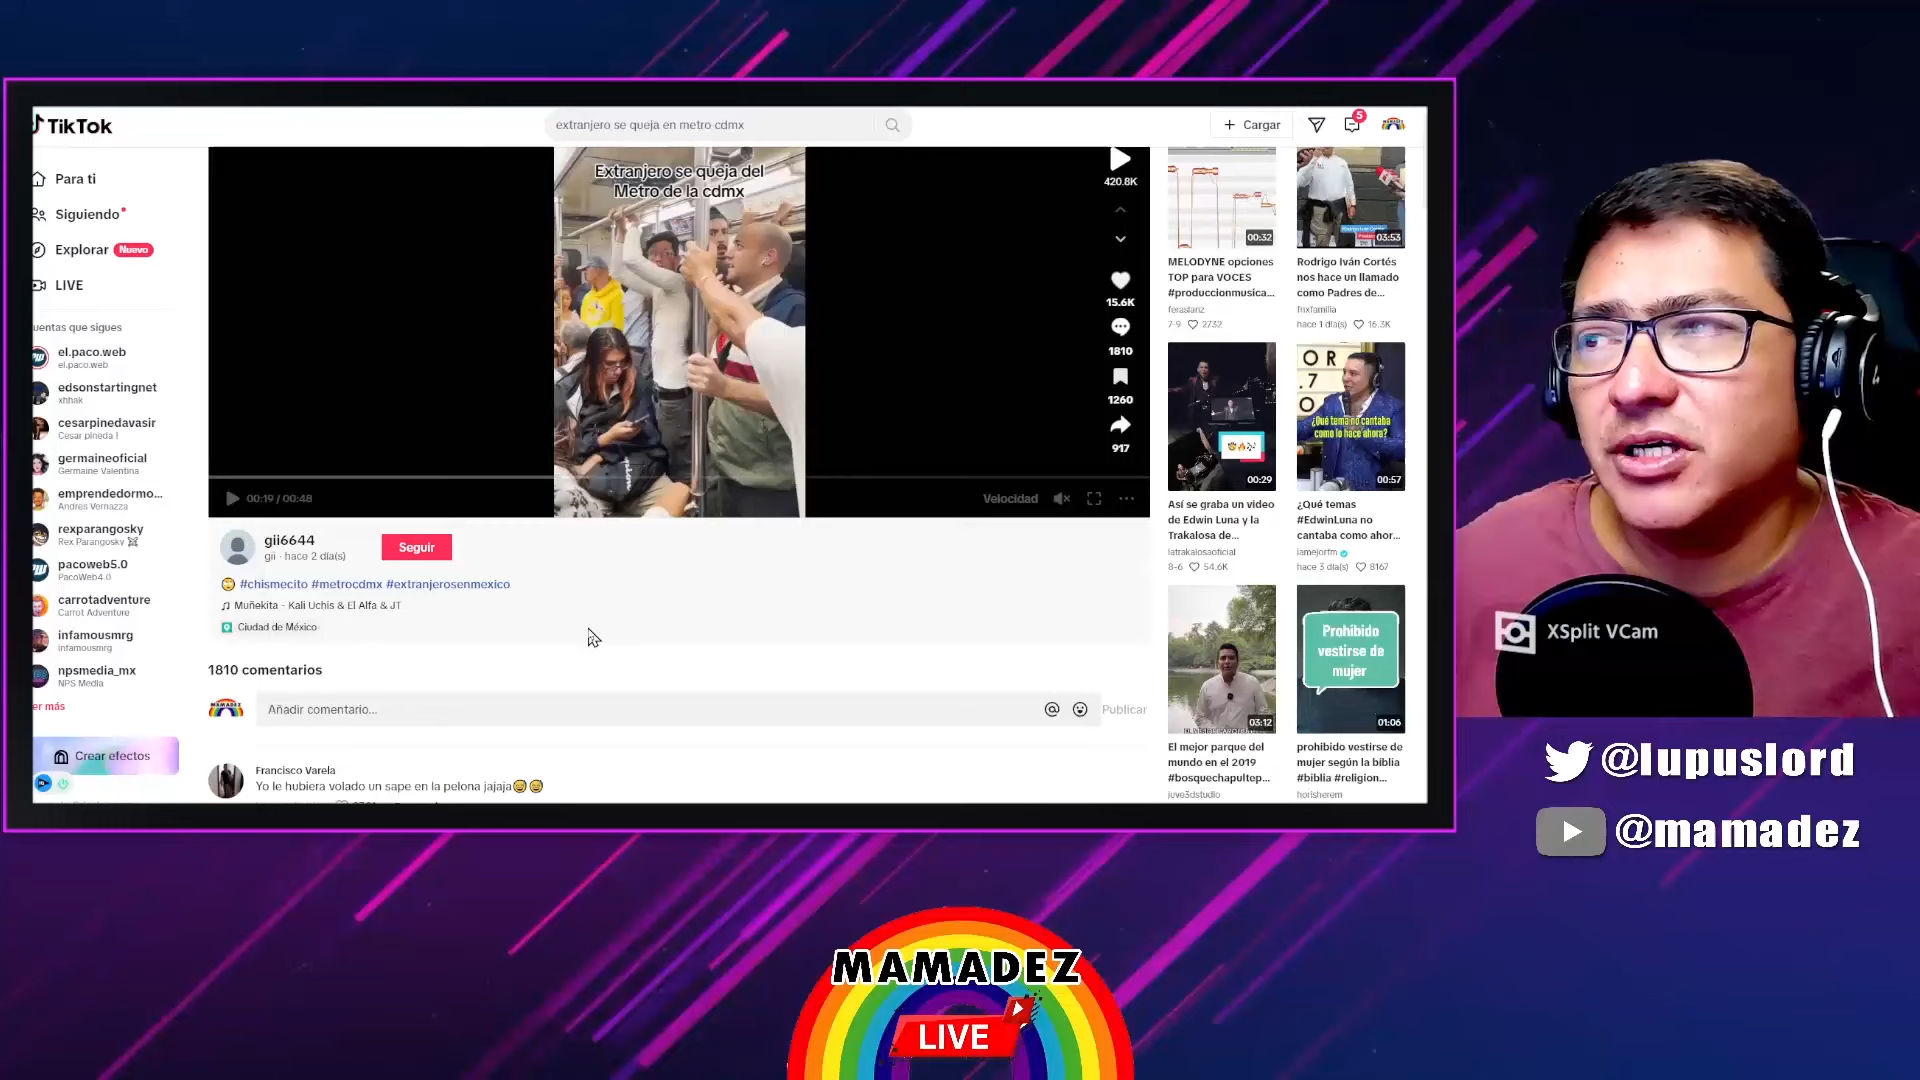 TikTok
extranjero se queja en metro cdmx
Cargar
5
Para ti
Siguiendo
Explorar Nuevo
LIVE
uentas que sigues
el.paco.web
el.paco.web
edsonstartingnet
xhhak
cesarpinedavasir
Cesar pineda !
germaineoficial
Germaine Valentina
emprendedormo...
Andres Vernazza
rexparangosky
Rex Parangosky
pacoweb5.0
PacoWeb4.0
carrotadventure
Carrot Adventure
infamousmrg
infamousmrg
npsmedia_mx
NPS Media
er más
Crear efectos
Extranjero se queja del
Metro de la cdmx
420.8K
15.6K
1810
1260
917
00:19 / 00:48
Velocidad
gii6644
gii · hace 2 día(s)
Seguir
🙄 #chismecito #metrocdmx #extranjerosenmexico
♫ Muñekita - Kali Uchis & El Alfa & JT
Ciudad de México
1810 comentarios
MAMADEZ
Añadir comentario...
Publicar
Francisco Varela
Yo le hubiera volado un sape en la pelona jajaja😅😅
00:32
MELODYNE opciones
TOP para VOCES
#produccionmusica...
feraslanz
7-9 2732
03:53
Rodrigo Iván Cortés
nos hace un llamado
como Padres de...
fnxfamilia
hace 1 día(s) 16.3K
00:29
Así se graba un video
de Edwin Luna y la
Trakalosa de...
latrakalosaoficial
8-6 54.6K
OR
.7
O
¿Qué tema no cantaba
como lo hace ahora?
00:57
¿Qué temas
#EdwinLuna no
cantaba como ahor...
lamejorfm
hace 3 día(s) 8167
03:12
El mejor parque del
mundo en el 2019
#bosquechapultep...
juve3dstudio
Prohibido
vestirse de
mujer
01:06
prohibido vestirse de
mujer según la biblia
#biblia #religion...
horisherem
XSplit VCam
@lupuslord
@mamadez
MAMADEZ
LIVE